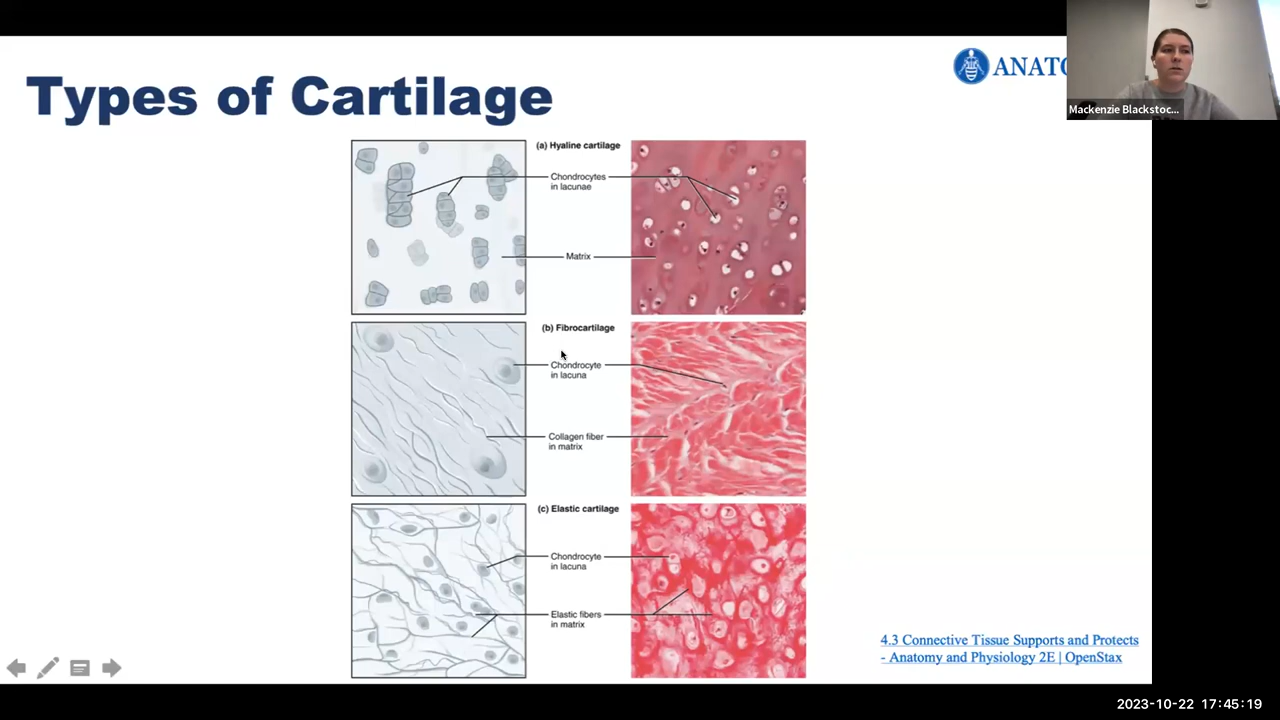 Types of Cartilage
ANATO
Mackenzie Blackstoc...
(a) Hyaline cartilage
Chondrocytes
in lacunae
Matrix
(b) Fibrocartilage
Chondrocyte
in lacuna
Collagen fiber
in matrix
(c) Elastic cartilage
Chondrocyte
in lacuna
Elastic fibers
in matrix
4.3 Connective Tissue Supports and Protects
- Anatomy and Physiology 2E | OpenStax
2023-10-22 17:45:19